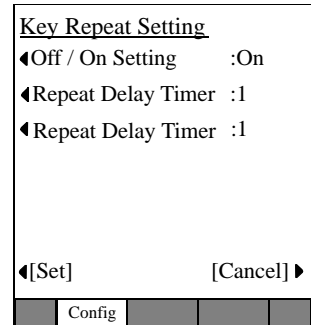 Key Repeat Setting
Off / On Setting :On
Repeat Delay Timer :1
Repeat Delay Timer :1
[Set] [Cancel]
Config